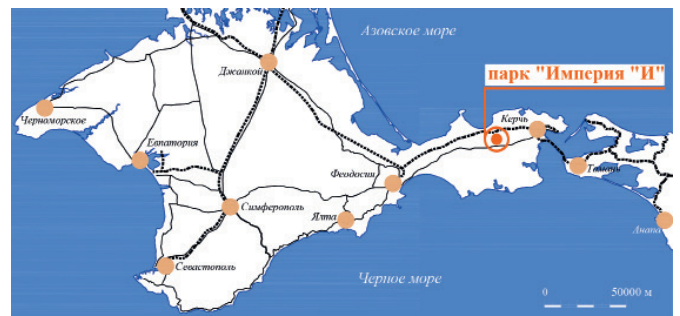 Азовское море
Джанкой
парк "Империя "И"
Черноморское
Керчь
Евпатория
Феодосия
Тамань
Симферополь
Ялта
Анапа
Севастополь
Черное море
0 50000 м